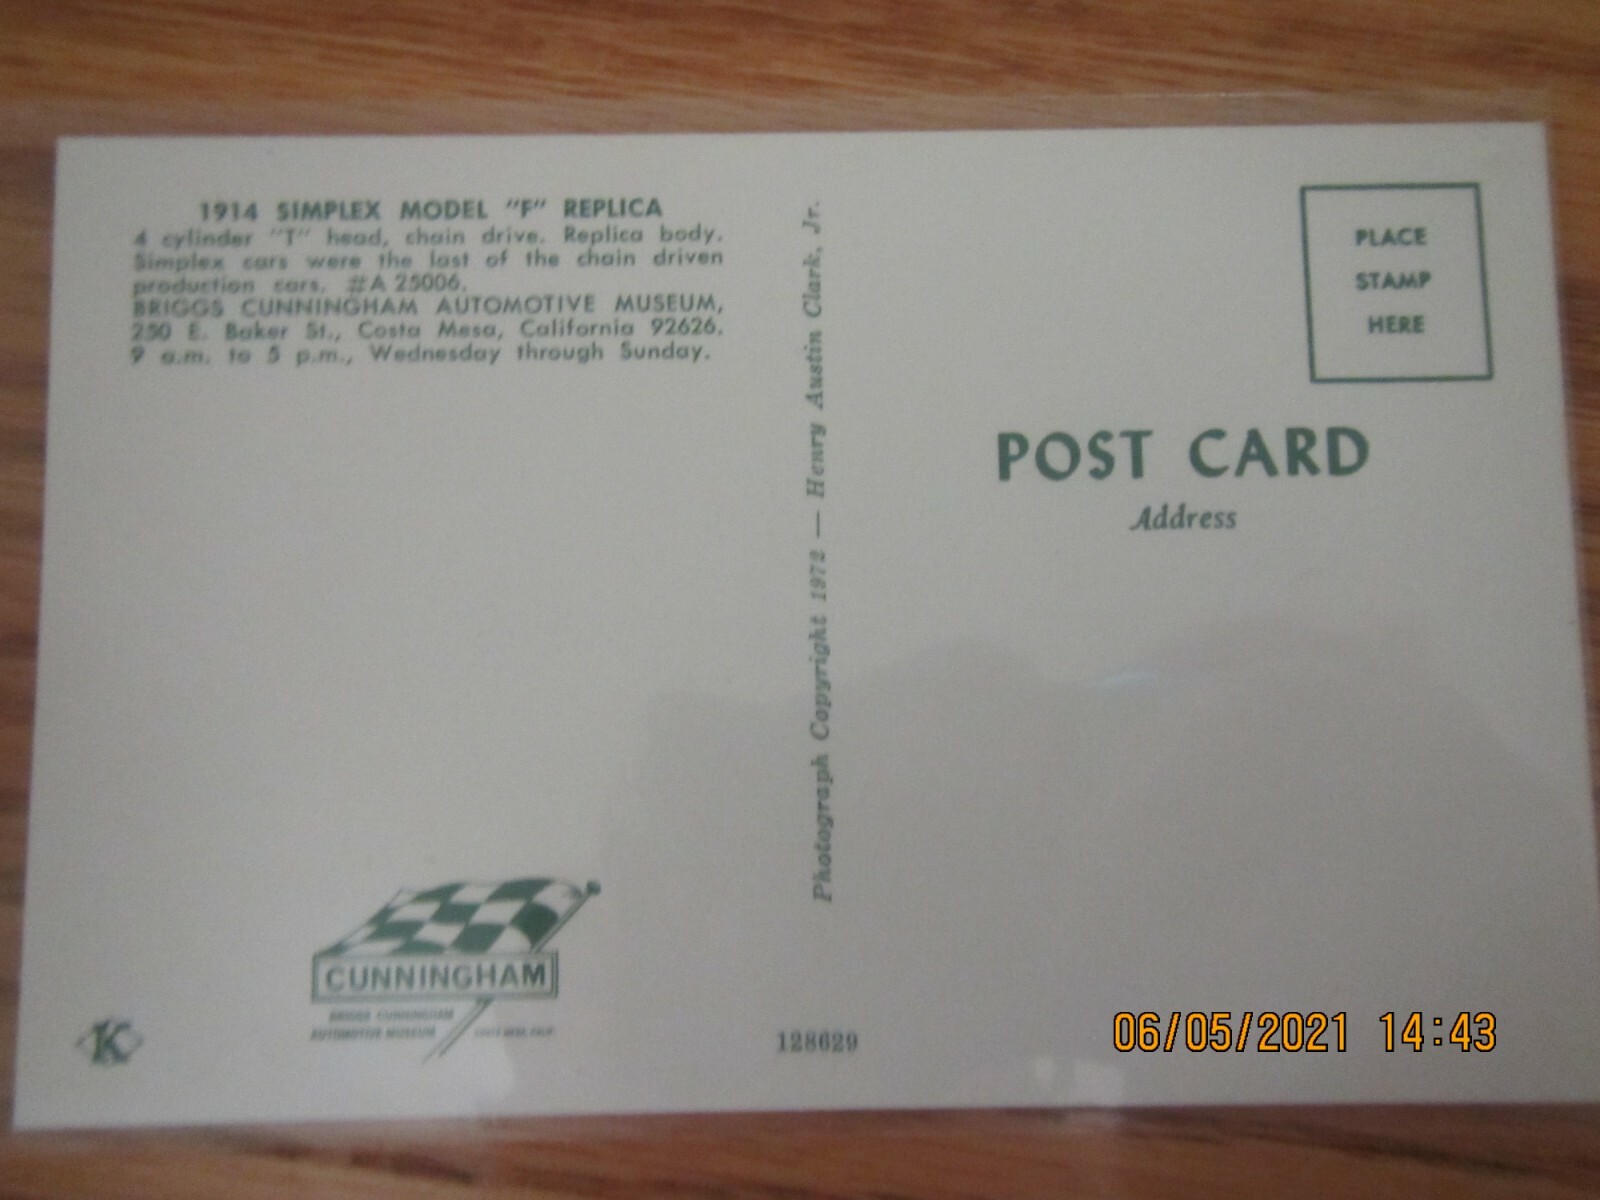 1914 SIMPLEX MODEL "F" REPLICA
4 cylinder "T" head, chain drive. Replica body.
Simplex cars were the last of the chain driven
production cars. #A 25006.
BRIGGS CUNNINGHAM AUTOMOTIVE MUSEUM,
250 E. Baker St., Costa Mesa, California 92626.
9 a.m. to 5 p.m., Wednesday through Sunday.
Photograph Copyright 1972 — Henry Austin Clark, Jr.
PLACE
STAMP
HERE
POST CARD
Address
CUNNINGHAM
BRIGGS CUNNINGHAM
AUTOMOTIVE MUSEUM COSTA MESA, CALIF.
K
128629
06/05/2021 14:43